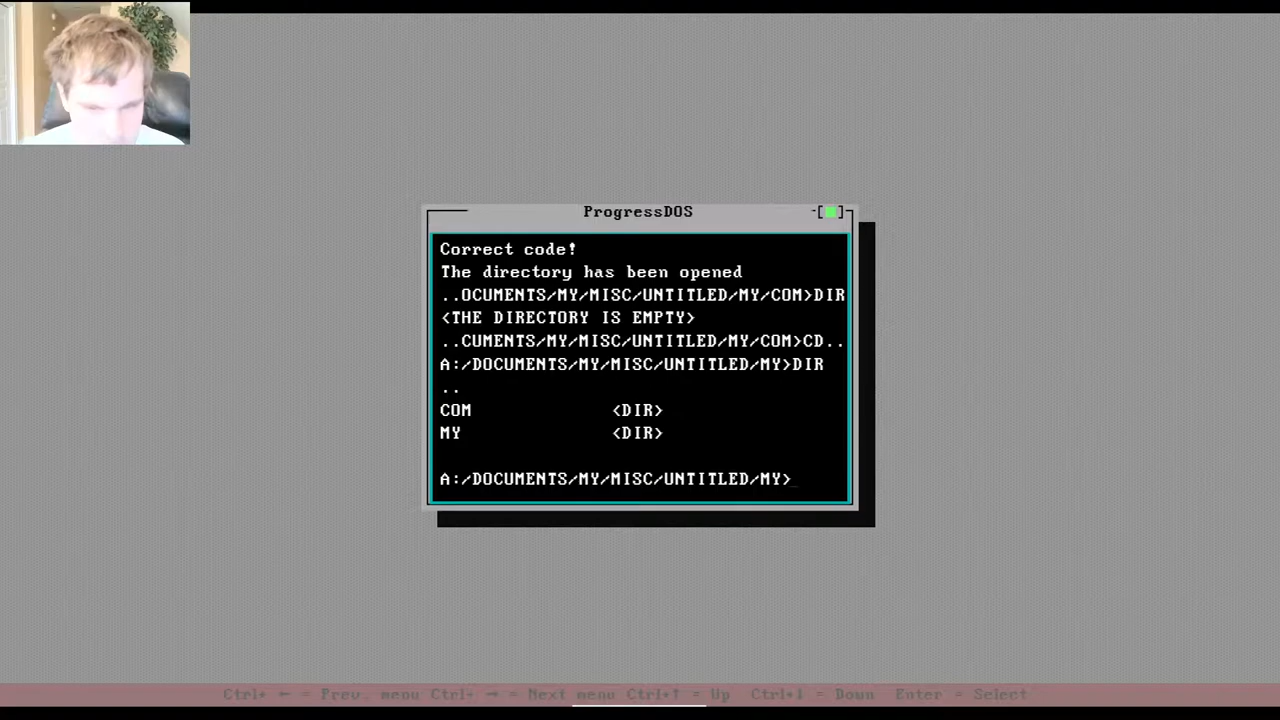 ProgressDOS
Correct code!
The directory has been opened
..OCUMENTS/MY/MISC/UNTITLED/MY/COM>DIR
<THE DIRECTORY IS EMPTY>
..CUMENTS/MY/MISC/UNTITLED/MY/COM>CD..
A:/DOCUMENTS/MY/MISC/UNTITLED/MY>DIR
..
COM <DIR>
MY <DIR>
A:/DOCUMENTS/MY/MISC/UNTITLED/MY>_
Ctrl+ ← = Prev. menu Ctrl+ → = Next menu Ctrl+↑ = Up Ctrl+↓ = Down Enter = Select